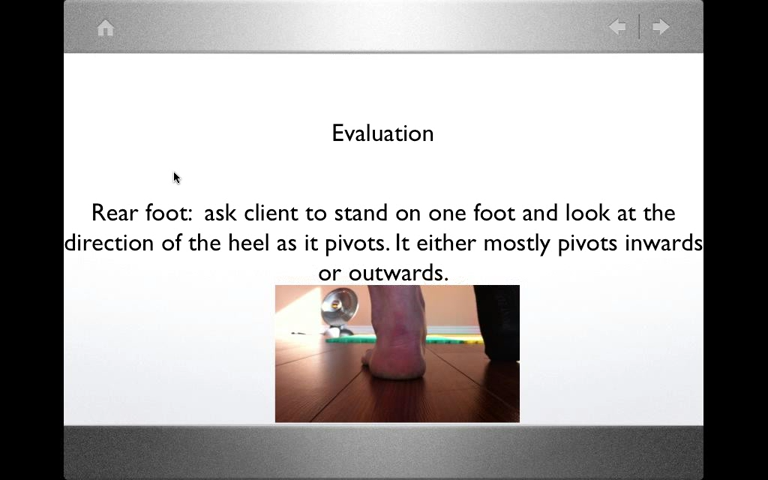 Evaluation
Rear foot: ask client to stand on one foot and look at the
direction of the heel as it pivots. It either mostly pivots inwards
or outwards.